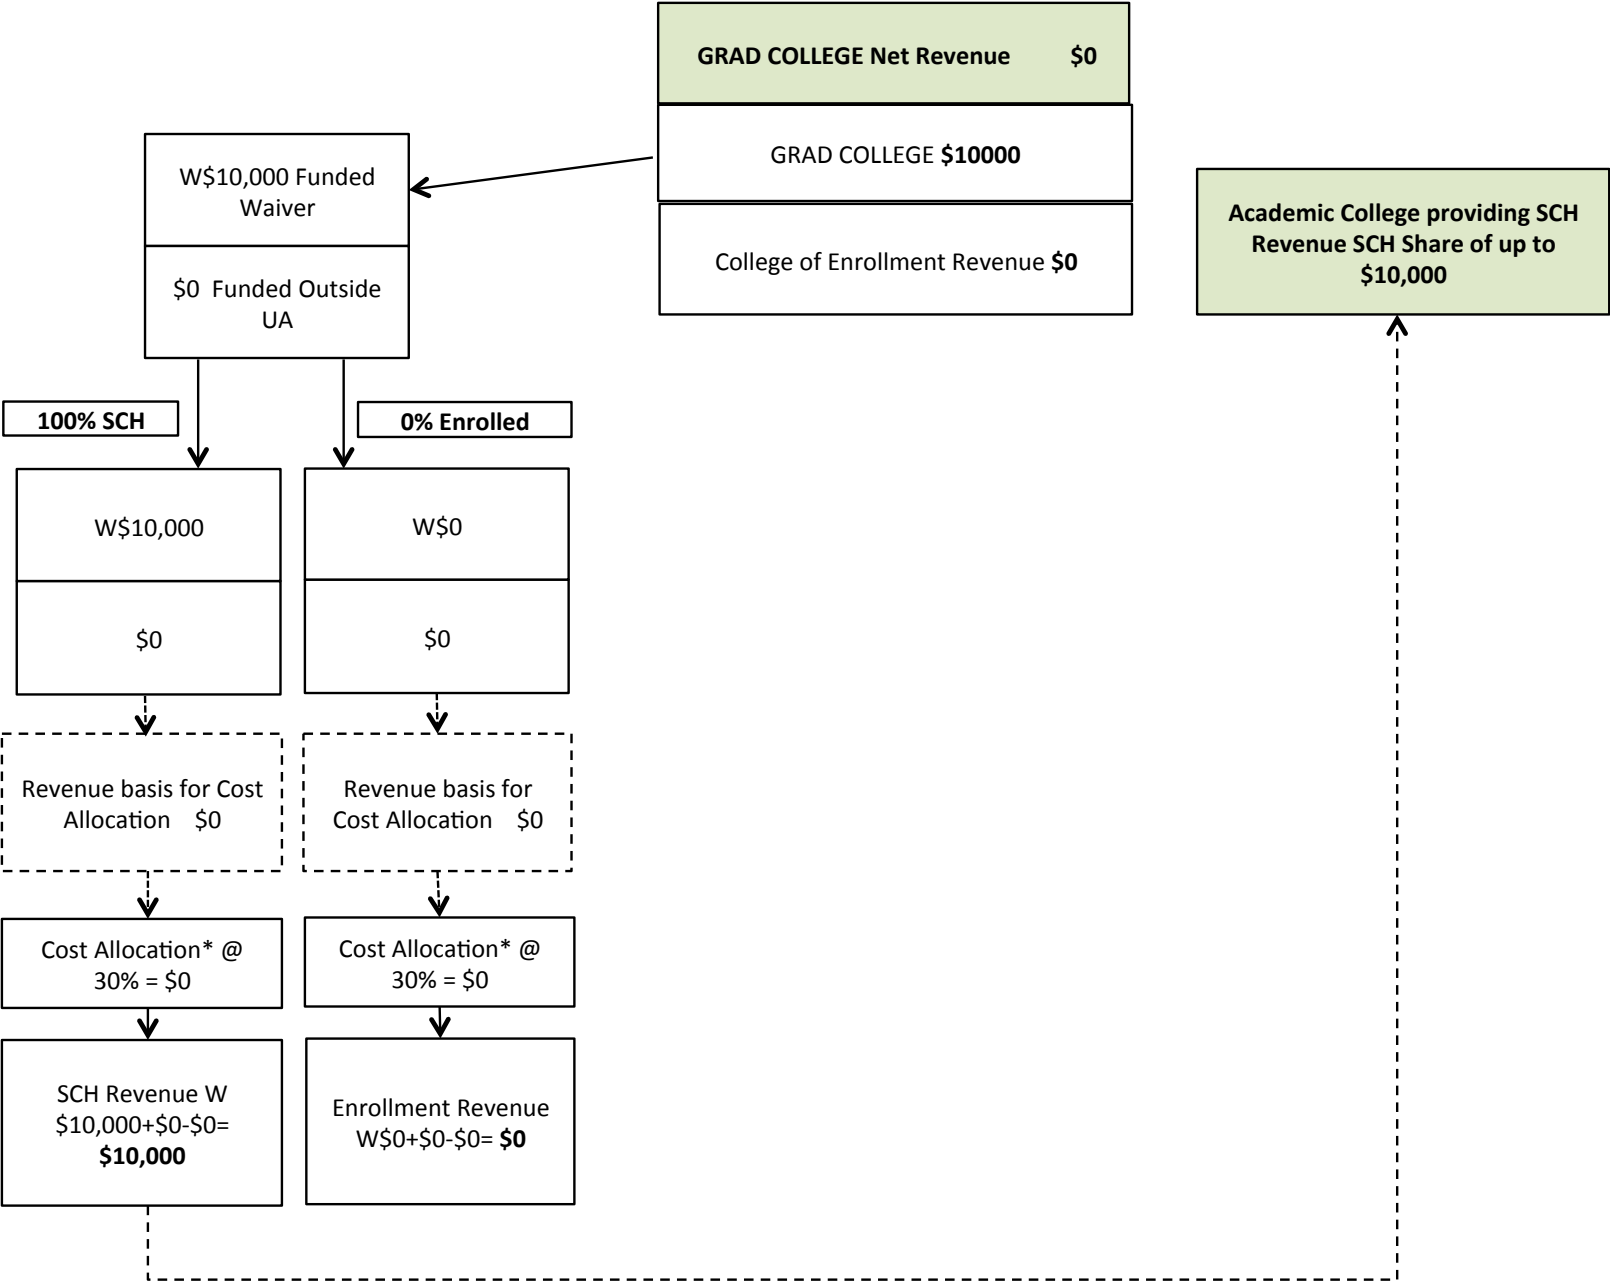 GRAD COLLEGE Net Revenue $0
GRAD COLLEGE $10000
College of Enrollment Revenue $0
W$10,000 Funded
Waiver
$0 Funded Outside
UA
Academic College providing SCH
Revenue SCH Share of up to
$10,000
100% SCH
0% Enrolled
W$10,000
$0
W$0
$0
Revenue basis for Cost
Allocation $0
Revenue basis for
Cost Allocation $0
Cost Allocation* @
30% = $0
Cost Allocation* @
30% = $0
SCH Revenue W
$10,000+$0-$0=
$10,000
Enrollment Revenue
W$0+$0-$0= $0